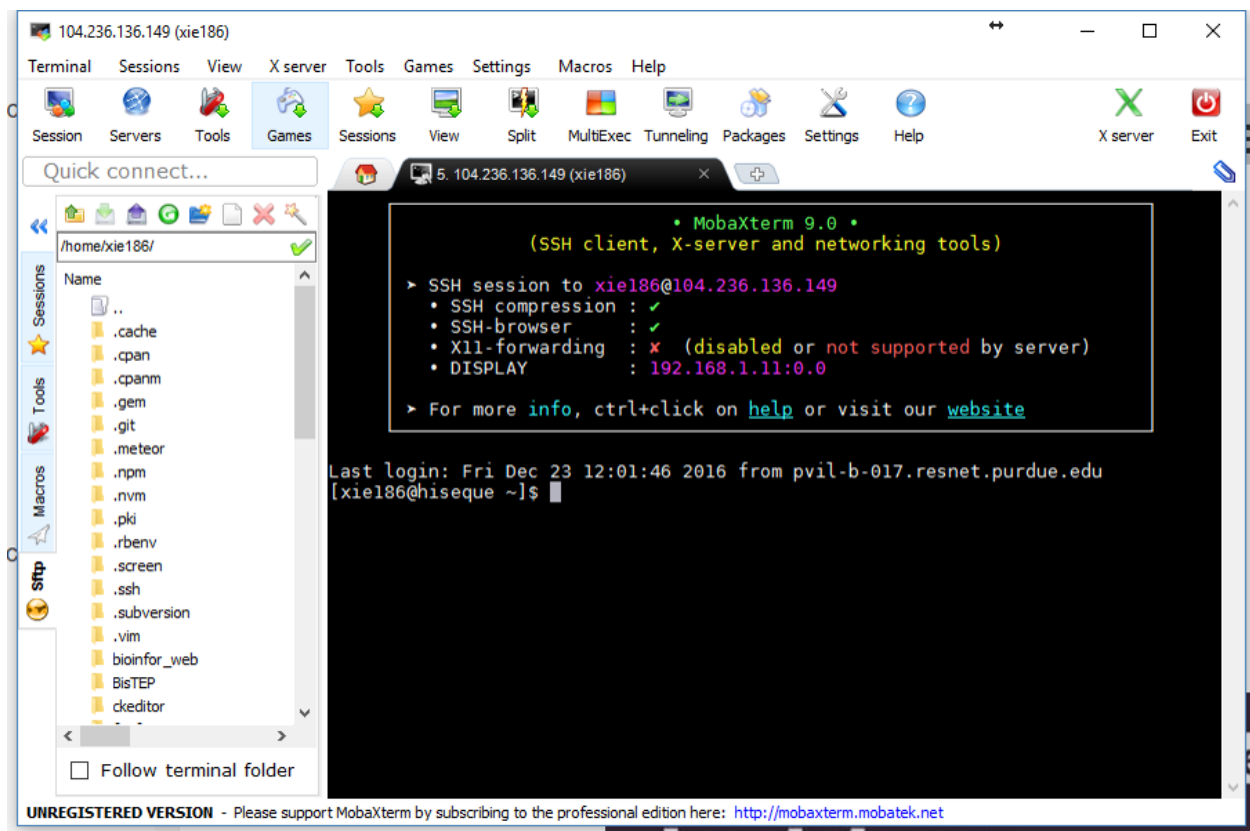 104.236.136.149 (xie186)
Terminal Sessions View X server Tools Games Settings Macros Help
Session Servers Tools Games Sessions View Split MultiExec Tunneling Packages Settings Help X server Exit
Quick connect...
5. 104.236.136.149 (xie186)
/home/xie186/
Name
..
.cache
.cpan
.cpanm
.gem
.git
.meteor
.npm
.nvm
.pki
.rbenv
.screen
.ssh
.subversion
.vim
bioinfor_web
BisTEP
ckeditor
Follow terminal folder
Sessions
Tools
Macros
Sftp
• MobaXterm 9.0 •
(SSH client, X-server and networking tools)
➤ SSH session to xie186@104.236.136.149
• SSH compression : ✔
• SSH-browser : ✔
• X11-forwarding : ✘ (disabled or not supported by server)
• DISPLAY : 192.168.1.11:0.0
➤ For more info, ctrl+click on help or visit our website
Last login: Fri Dec 23 12:01:46 2016 from pvil-b-017.resnet.purdue.edu
[xie186@hiseque ~]$
UNREGISTERED VERSION - Please support MobaXterm by subscribing to the professional edition here: http://mobaxterm.mobatek.net